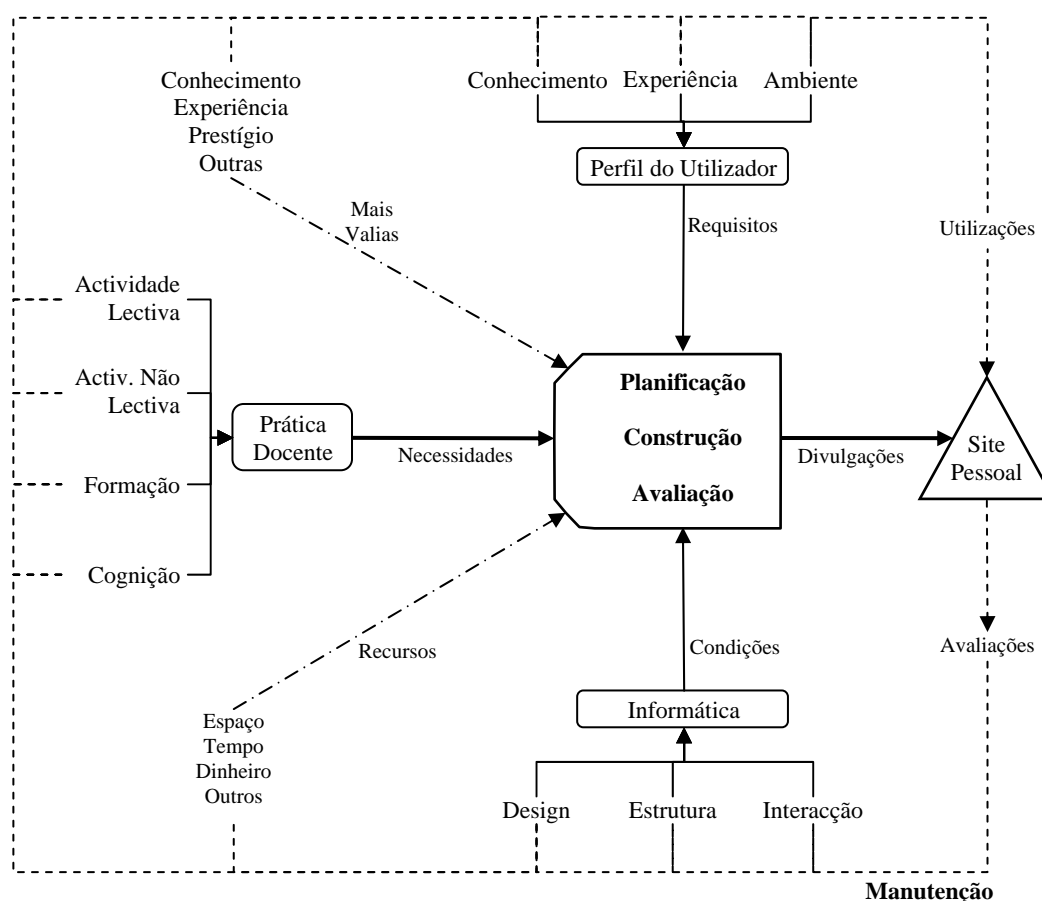 Conhecimento
Experiência
Prestígio
Outras
Conhecimento
Experiência
Ambiente
Perfil do Utilizador
Mais
Valias
Requisitos
Utilizações
Actividade
Lectiva
Activ. Não
Lectiva
Formação
Cognição
Prática
Docente
Necessidades
Planificação
Construção
Avaliação
Divulgações
Site
Pessoal
Recursos
Condições
Avaliações
Informática
Espaço
Tempo
Dinheiro
Outros
Design
Estrutura
Interacção
Manutenção